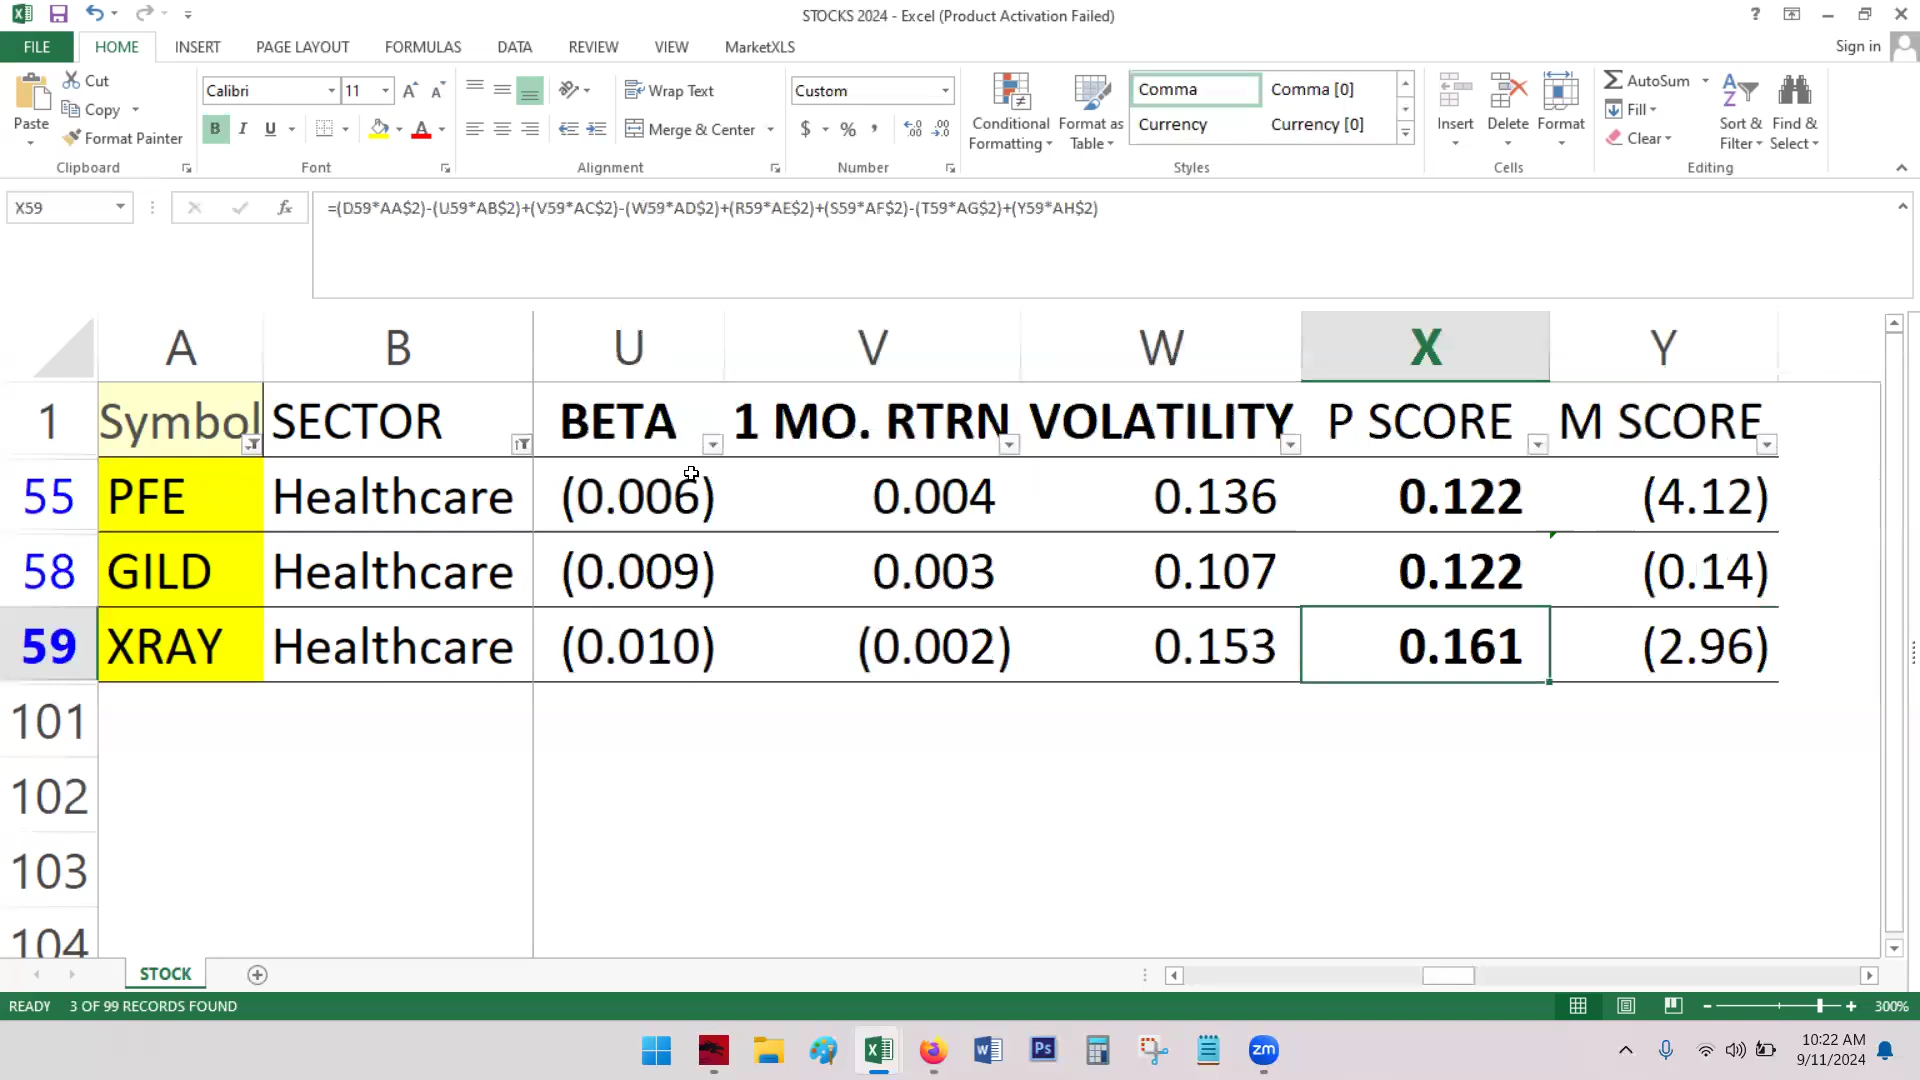 STOCKS 2024 - Excel (Product Activation Failed)
?
FILE HOME INSERT PAGE LAYOUT FORMULAS DATA REVIEW VIEW MarketXLS Sign in
Paste Cut Copy Format Painter
Calibri 11
B I U A
Wrap Text
Merge & Center
Custom
$ % ,
Conditional Formatting
Format as Table
Comma Comma [0]
Currency Currency [0]
Insert Delete Format
AutoSum
Fill
Clear
Sort & Filter
Find & Select
Clipboard Font Alignment Number Styles Cells Editing
X59 fx =(D59*AA$2)-(U59*AB$2)+(V59*AC$2)-(W59*AD$2)+(R59*AE$2)+(S59*AF$2)-(T59*AG$2)+(Y59*AH$2)
A B U V W X Y
1 Symbol SECTOR BETA 1 MO. RTRN VOLATILITY P SCORE M SCORE
55 PFE Healthcare (0.006) 0.004 0.136 0.122 (4.12)
58 GILD Healthcare (0.009) 0.003 0.107 0.122 (0.14)
59 XRAY Healthcare (0.010) (0.002) 0.153 0.161 (2.96)
101
102
103
104
STOCK
READY 3 OF 99 RECORDS FOUND 300%
Ps zm
10:22 AM
9/11/2024